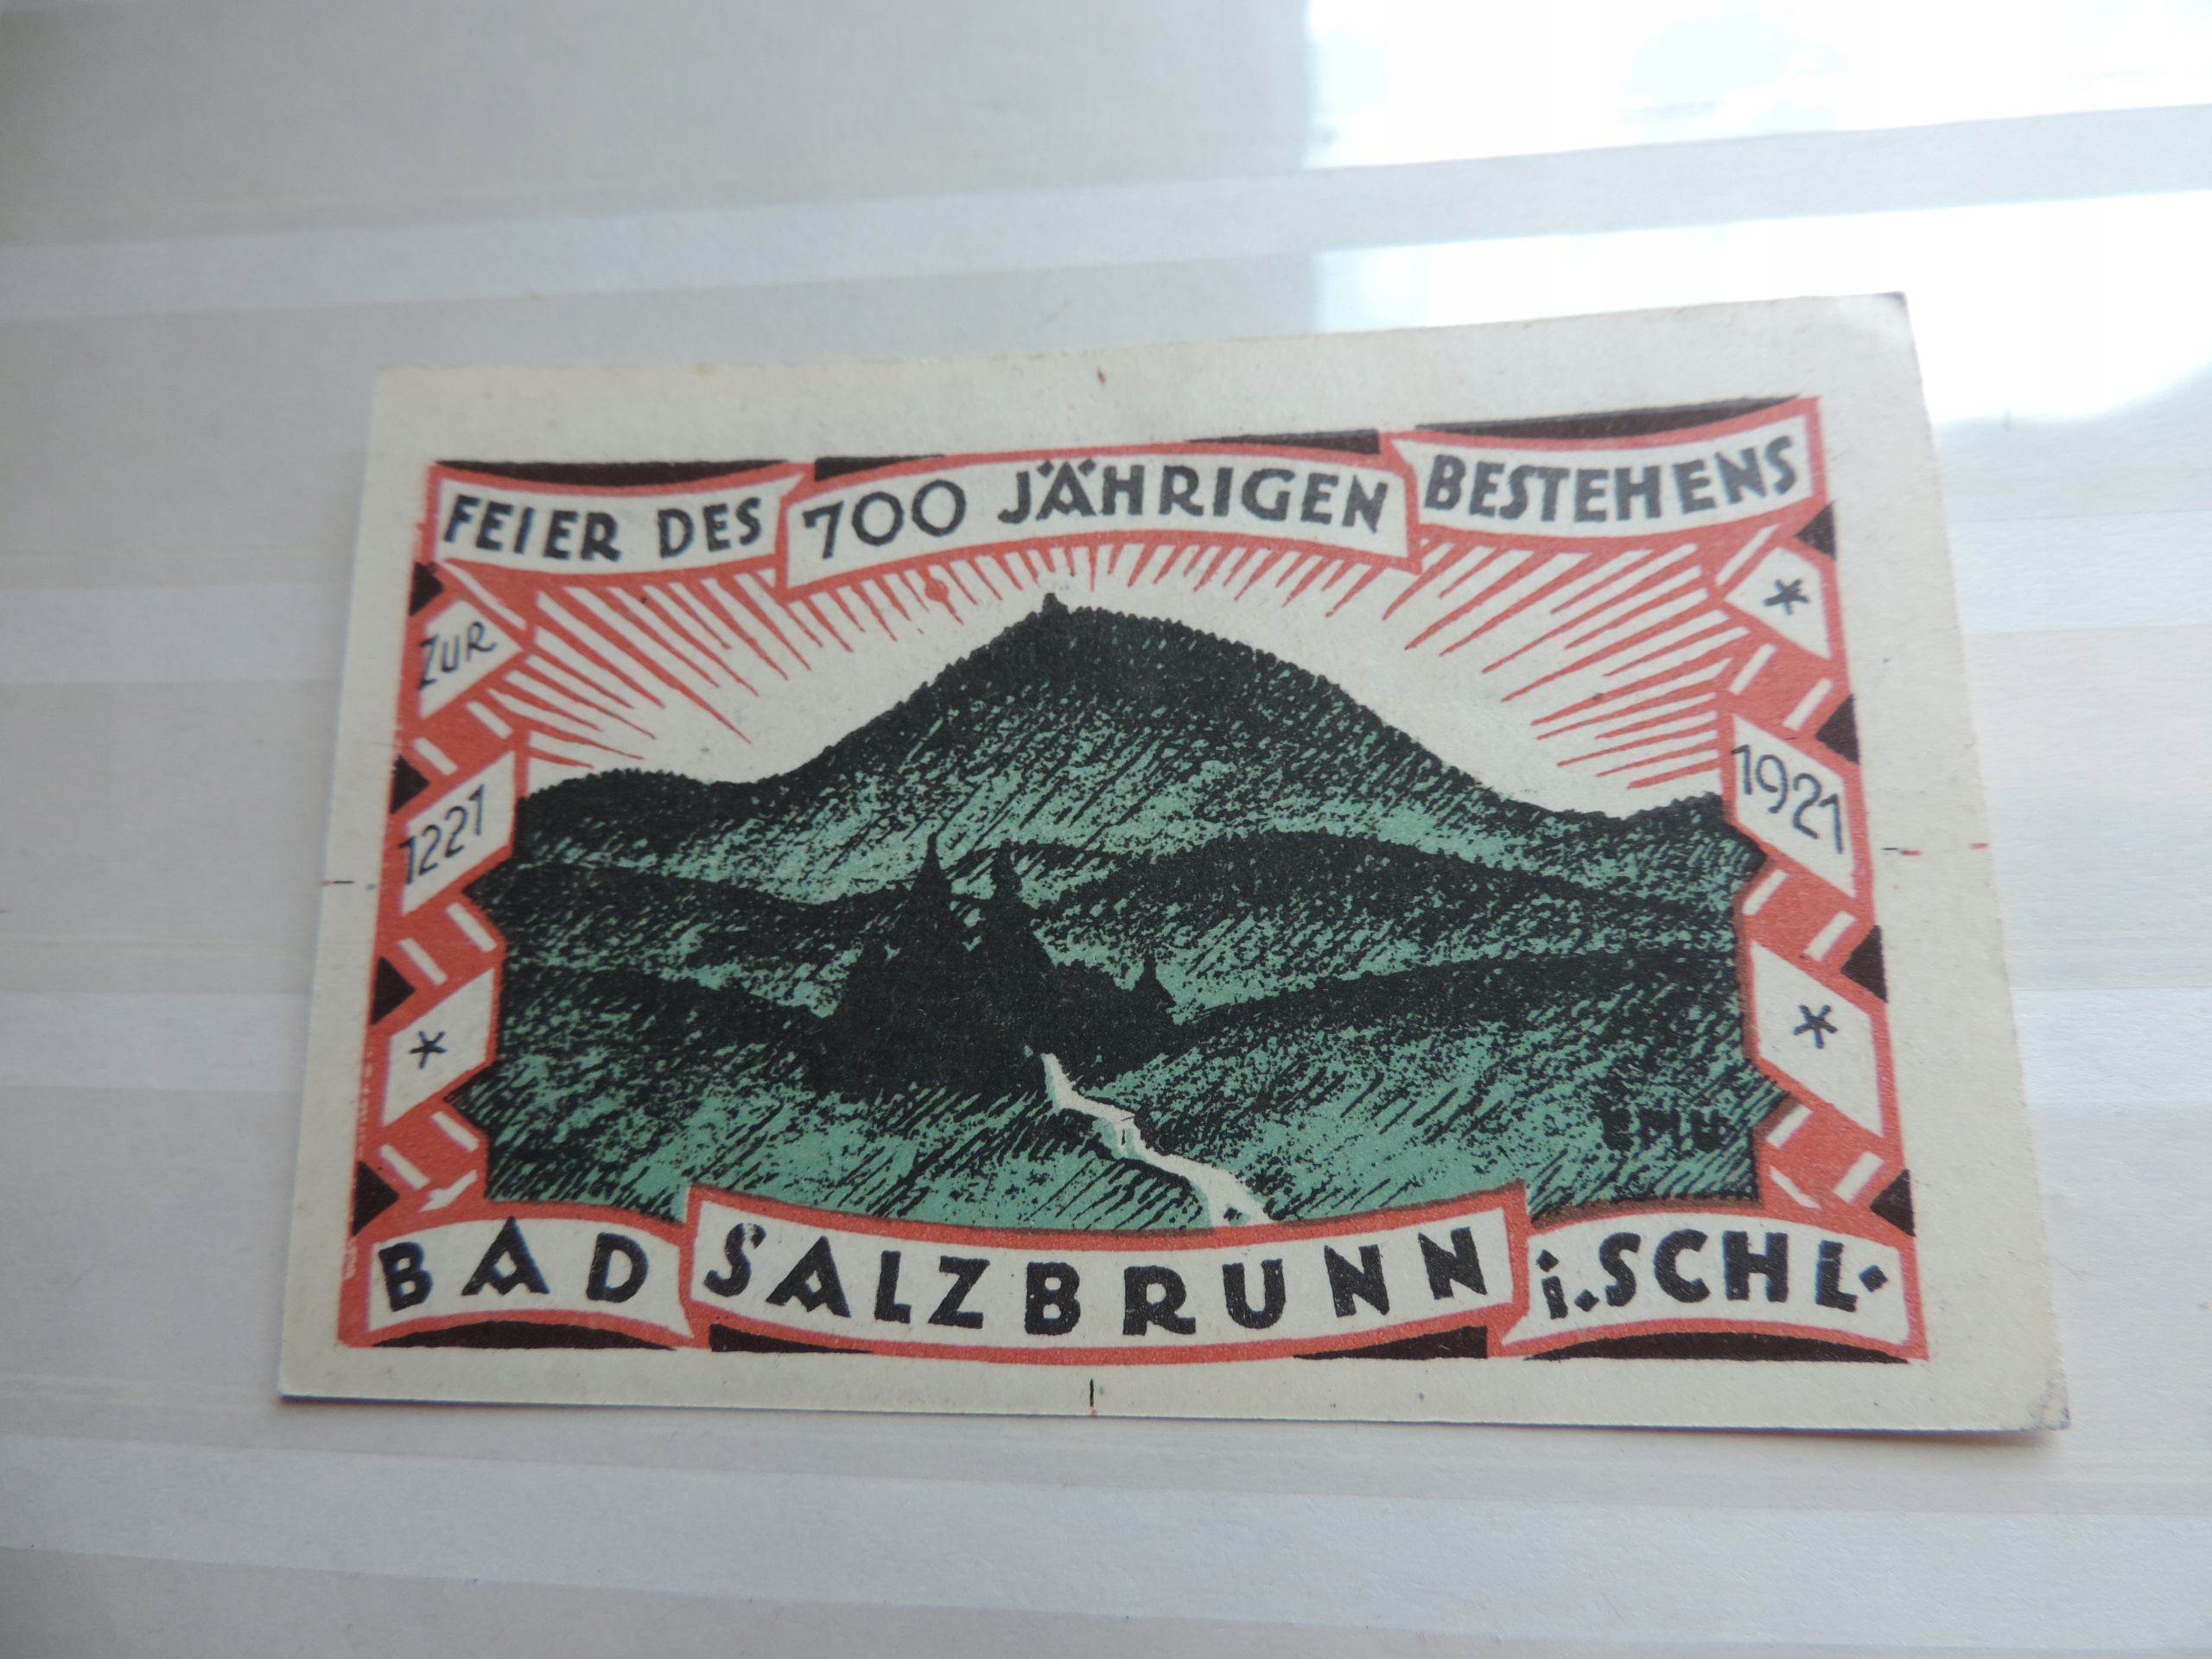 ZUR
FEIER DES 700 JÄHRIGEN BESTEHENS
1221
1921
BAD SALZBRUNN i. SCHL.